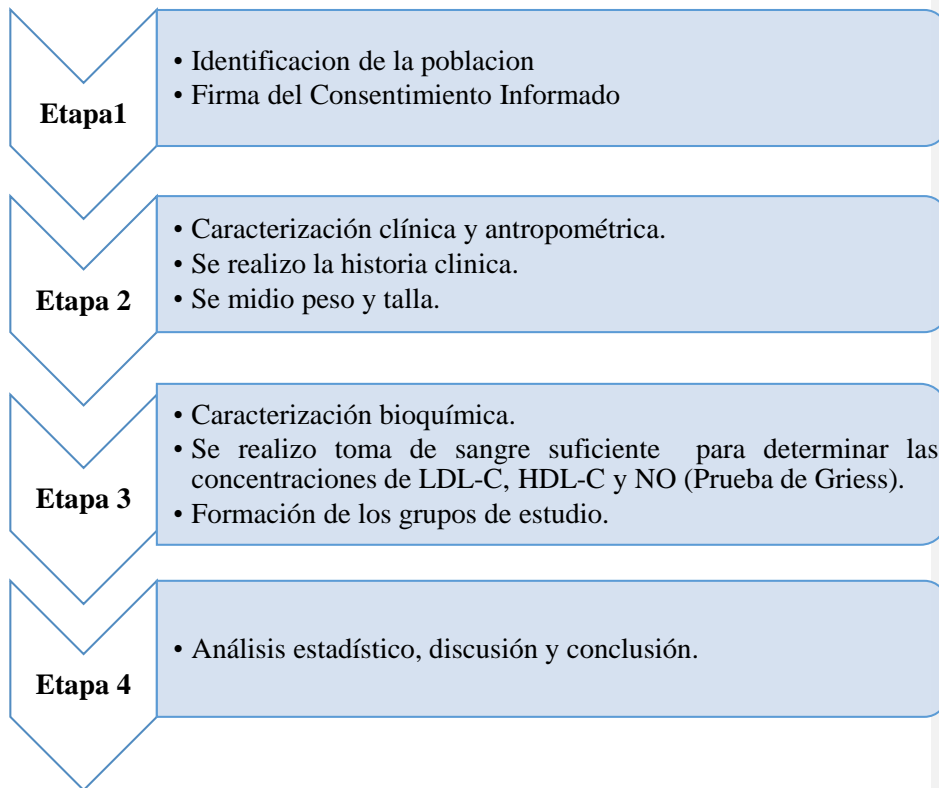 Etapa1
• Identificacion de la poblacion
• Firma del Consentimiento Informado
Etapa 2
• Caracterización clínica y antropométrica.
• Se realizo la historia clinica.
• Se midio peso y talla.
Etapa 3
• Caracterización bioquímica.
• Se realizo toma de sangre suficiente para determinar las
concentraciones de LDL-C, HDL-C y NO (Prueba de Griess).
• Formación de los grupos de estudio.
Etapa 4
• Análisis estadístico, discusión y conclusión.